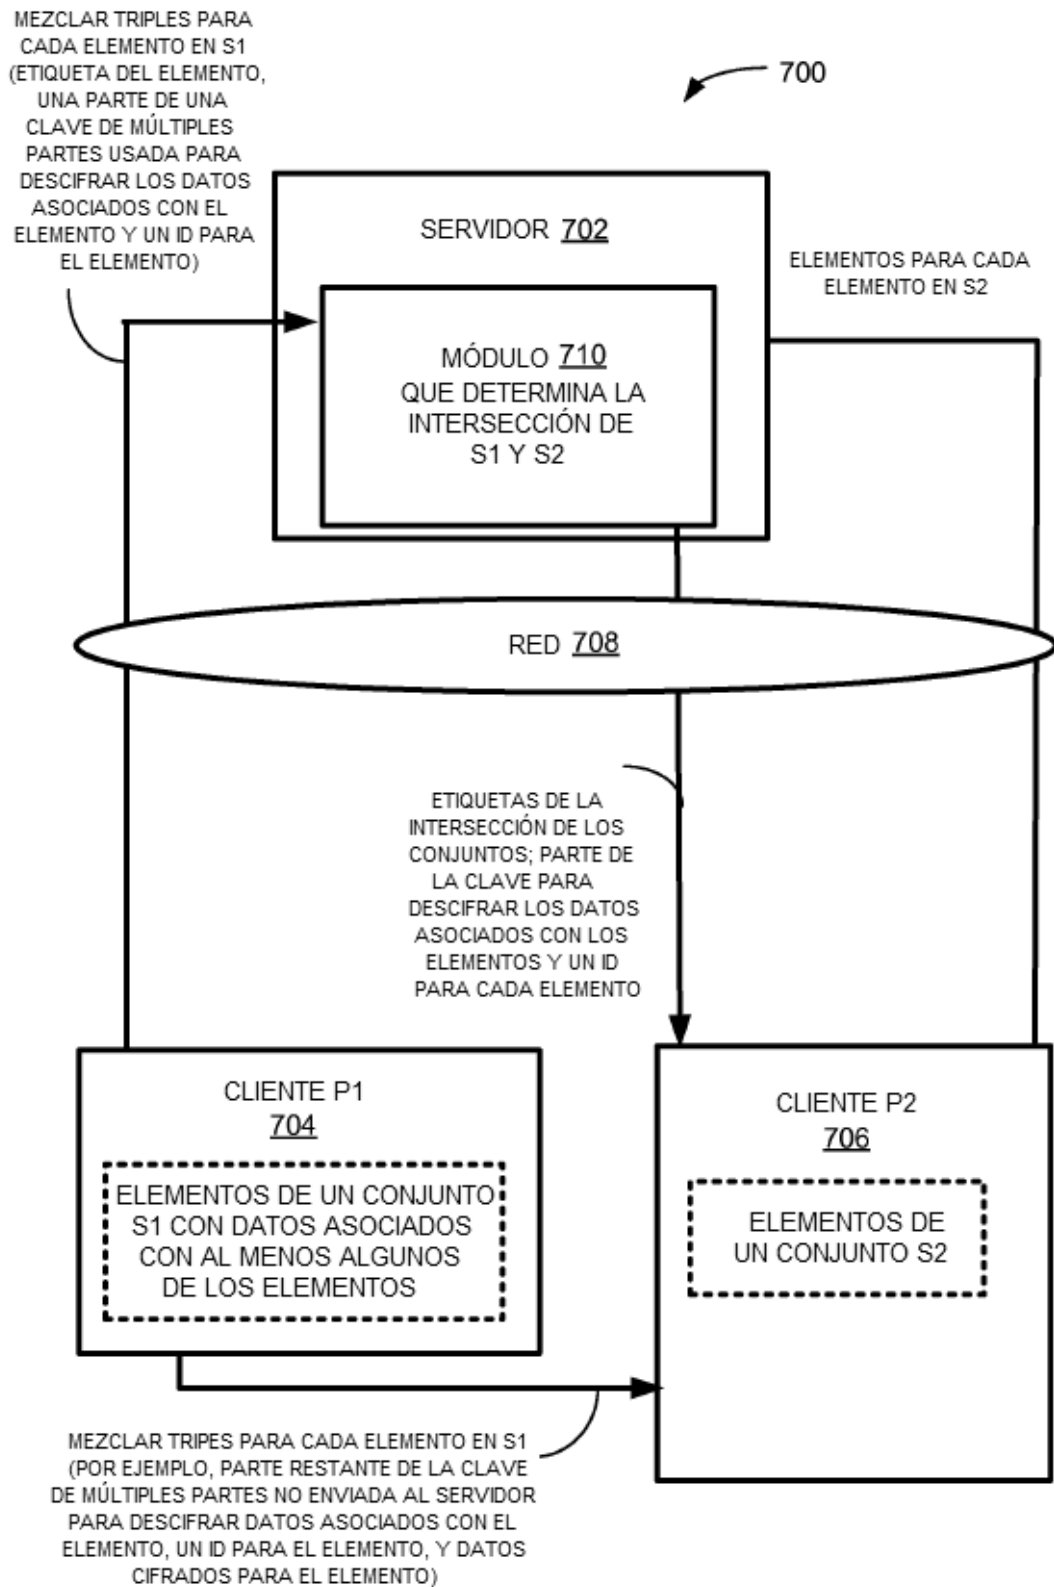 MEZCLAR TRIPLES PARA
CADA ELEMENTO EN S1
(ETIQUETA DEL ELEMENTO,
UNA PARTE DE UNA
CLAVE DE MÚLTIPLES
PARTES USADA PARA
DESCIFRAR LOS DATOS
ASOCIADOS CON EL
ELEMENTO Y UN ID PARA
EL ELEMENTO)
700
SERVIDOR 702
ELEMENTOS PARA CADA
ELEMENTO EN S2
MÓDULO 710
QUE DETERMINA LA
INTERSECCIÓN DE
S1 Y S2
RED 708
ETIQUETAS DE LA
INTERSECCIÓN DE LOS
CONJUNTOS; PARTE DE
LA CLAVE PARA
DESCIFRAR LOS DATOS
ASOCIADOS CON LOS
ELEMENTOS Y UN ID
PARA CADA ELEMENTO
CLIENTE P1
704
ELEMENTOS DE UN CONJUNTO
S1 CON DATOS ASOCIADOS
CON AL MENOS ALGUNOS
DE LOS ELEMENTOS
CLIENTE P2
706
ELEMENTOS DE
UN CONJUNTO S2
MEZCLAR TRIPES PARA CADA ELEMENTO EN S1
(POR EJEMPLO, PARTE RESTANTE DE LA CLAVE
DE MÚLTIPLES PARTES NO ENVIADA AL SERVIDOR
PARA DESCIFRAR DATOS ASOCIADOS CON EL
ELEMENTO, UN ID PARA EL ELEMENTO, Y DATOS
CIFRADOS PARA EL ELEMENTO)